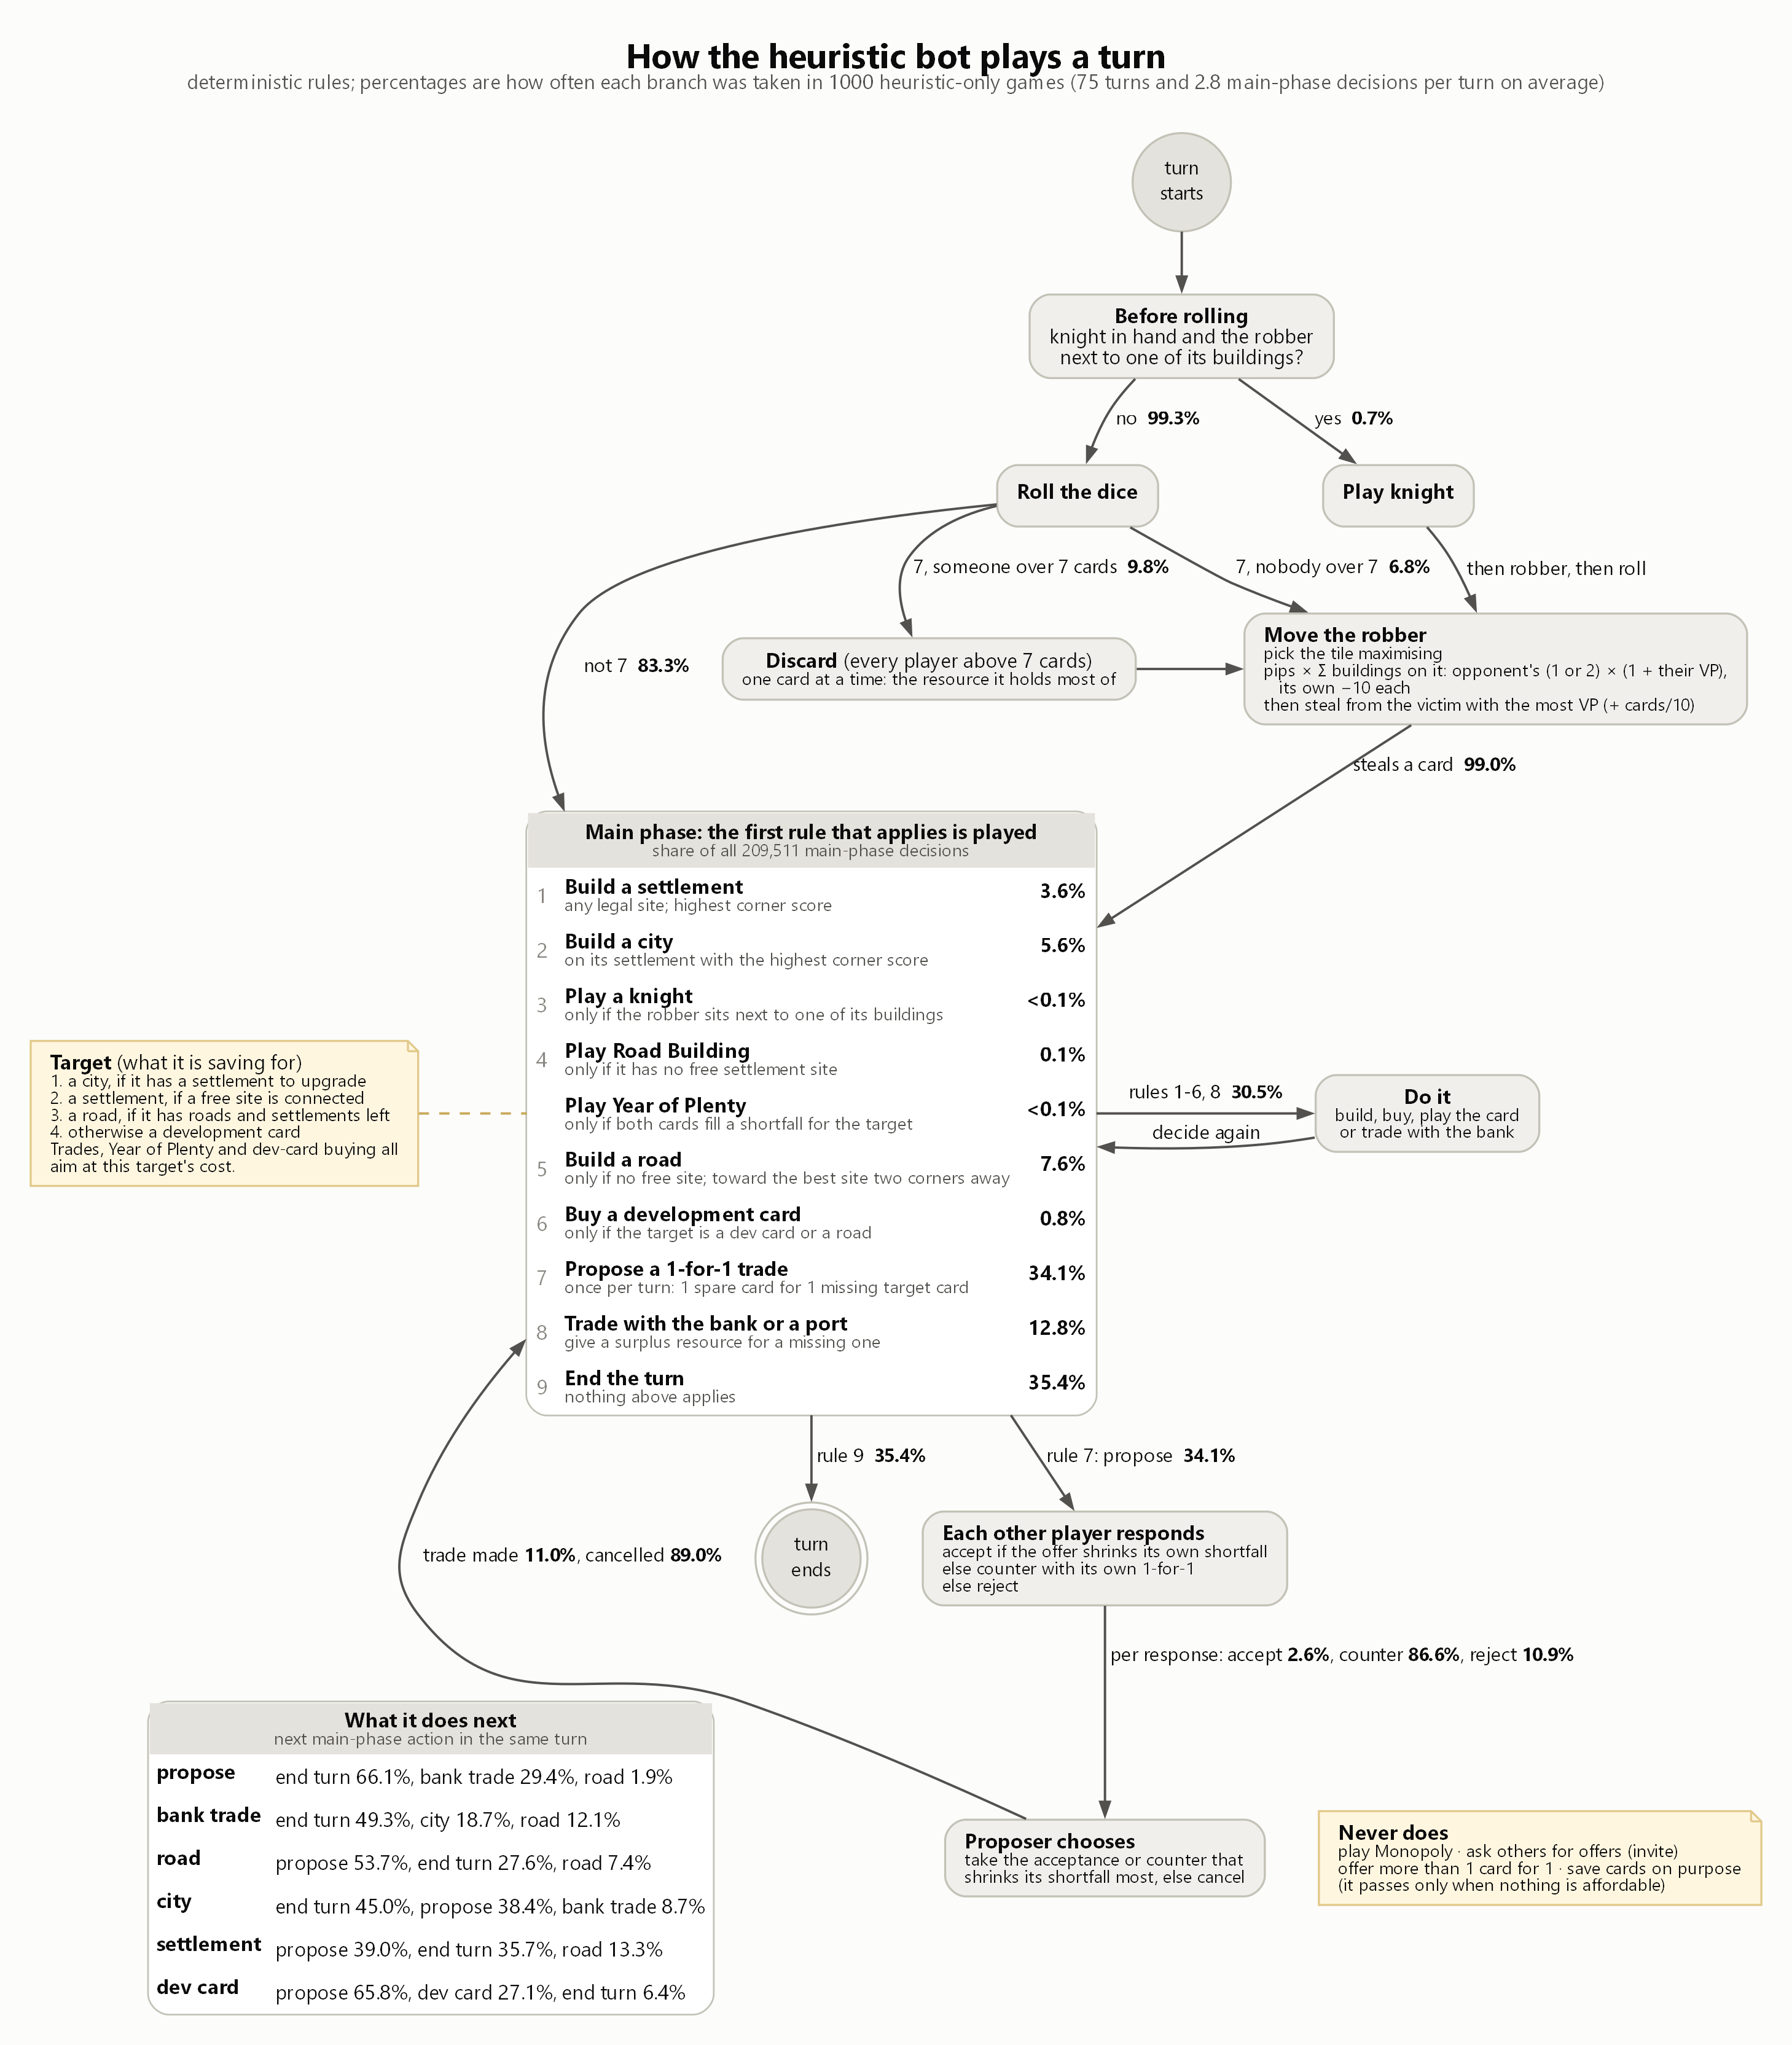 How the heuristic bot plays a turn
deterministic rules; percentages are how often each branch was taken in 1000 heuristic-only games (75 turns and 2.8 main-phase decisions per turn on average)
turn
starts
Before rolling
knight in hand and the robber
next to one of its buildings?
no 99.3%
yes 0.7%
Roll the dice
Play knight
7, someone over 7 cards 9.8%
7, nobody over 7 6.8%
then robber, then roll
not 7 83.3%
Discard (every player above 7 cards)
one card at a time: the resource it holds most of
Move the robber
pick the tile maximising
pips × Σ buildings on it: opponent's (1 or 2) × (1 + their VP),
its own −10 each
then steal from the victim with the most VP (+ cards/10)
steals a card 99.0%
Main phase: the first rule that applies is played
share of all 209,511 main-phase decisions
1 Build a settlement 3.6%
any legal site; highest corner score
2 Build a city 5.6%
on its settlement with the highest corner score
3 Play a knight <0.1%
only if the robber sits next to one of its buildings
4 Play Road Building 0.1%
only if it has no free settlement site
Play Year of Plenty <0.1%
only if both cards fill a shortfall for the target
5 Build a road 7.6%
only if no free site; toward the best site two corners away
6 Buy a development card 0.8%
only if the target is a dev card or a road
7 Propose a 1-for-1 trade 34.1%
once per turn: 1 spare card for 1 missing target card
8 Trade with the bank or a port 12.8%
give a surplus resource for a missing one
9 End the turn 35.4%
nothing above applies
Target (what it is saving for)
1. a city, if it has a settlement to upgrade
2. a settlement, if a free site is connected
3. a road, if it has roads and settlements left
4. otherwise a development card
Trades, Year of Plenty and dev-card buying all
aim at this target's cost.
rules 1-6, 8 30.5%
decide again
Do it
build, buy, play the card
or trade with the bank
rule 9 35.4%
rule 7: propose 34.1%
turn
ends
Each other player responds
accept if the offer shrinks its own shortfall
else counter with its own 1-for-1
else reject
trade made 11.0%, cancelled 89.0%
per response: accept 2.6%, counter 86.6%, reject 10.9%
What it does next
next main-phase action in the same turn
propose end turn 66.1%, bank trade 29.4%, road 1.9%
bank trade end turn 49.3%, city 18.7%, road 12.1%
road propose 53.7%, end turn 27.6%, road 7.4%
city end turn 45.0%, propose 38.4%, bank trade 8.7%
settlement propose 39.0%, end turn 35.7%, road 13.3%
dev card propose 65.8%, dev card 27.1%, end turn 6.4%
Proposer chooses
take the acceptance or counter that
shrinks its shortfall most, else cancel
Never does
play Monopoly · ask others for offers (invite)
offer more than 1 card for 1 · save cards on purpose
(it passes only when nothing is affordable)